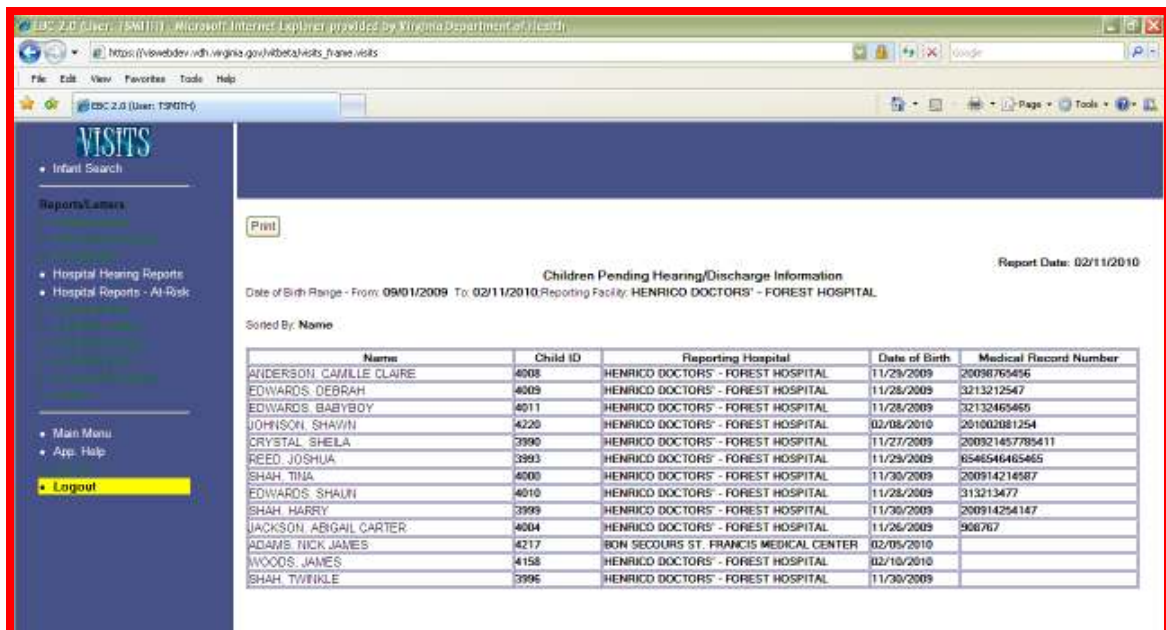 EBC 2.0 (User: TSMITH) - Microsoft Internet Explorer provided by Virginia Department of Health
https://viswebdev.vdh.virginia.gov/vitbeta/visits_frame.visits
Google
File Edit View Favorites Tools Help
EBC 2.0 (User: TSMITH)
Page Tools
VISITS
Infant Search
Reports/Letters
Hospital Hearing Reports
Hospital Reports - At-Risk
Main Menu
App. Help
Logout
Print
Report Date: 02/11/2010
Children Pending Hearing/Discharge Information
Date of Birth Range - From: 09/01/2009 To: 02/11/2010;Reporting Facility: HENRICO DOCTORS' - FOREST HOSPITAL
Sorted By: Name
Name Child ID Reporting Hospital Date of Birth Medical Record Number
ANDERSON, CAMILLE CLAIRE 4008 HENRICO DOCTORS' - FOREST HOSPITAL 11/29/2009 20098765456
EDWARDS, DEBRAH 4009 HENRICO DOCTORS' - FOREST HOSPITAL 11/28/2009 3213212547
EDWARDS, BABYBOY 4011 HENRICO DOCTORS' - FOREST HOSPITAL 11/28/2009 32132465465
JOHNSON, SHAWN 4220 HENRICO DOCTORS' - FOREST HOSPITAL 02/08/2010 201002081254
CRYSTAL, SHEILA 3990 HENRICO DOCTORS' - FOREST HOSPITAL 11/27/2009 200921457785411
REED, JOSHUA 3993 HENRICO DOCTORS' - FOREST HOSPITAL 11/29/2009 6546546465465
SHAH, TINA 4000 HENRICO DOCTORS' - FOREST HOSPITAL 11/30/2009 200914214587
EDWARDS, SHAUN 4010 HENRICO DOCTORS' - FOREST HOSPITAL 11/28/2009 313213477
SHAH, HARRY 3999 HENRICO DOCTORS' - FOREST HOSPITAL 11/30/2009 200914254147
JACKSON, ABIGAIL CARTER 4004 HENRICO DOCTORS' - FOREST HOSPITAL 11/26/2009 908767
ADAMS, NICK JAMES 4217 BON SECOURS ST. FRANCIS MEDICAL CENTER 02/05/2010
WOODS, JAMES 4158 HENRICO DOCTORS' - FOREST HOSPITAL 02/10/2010
SHAH, TWINKLE 3996 HENRICO DOCTORS' - FOREST HOSPITAL 11/30/2009